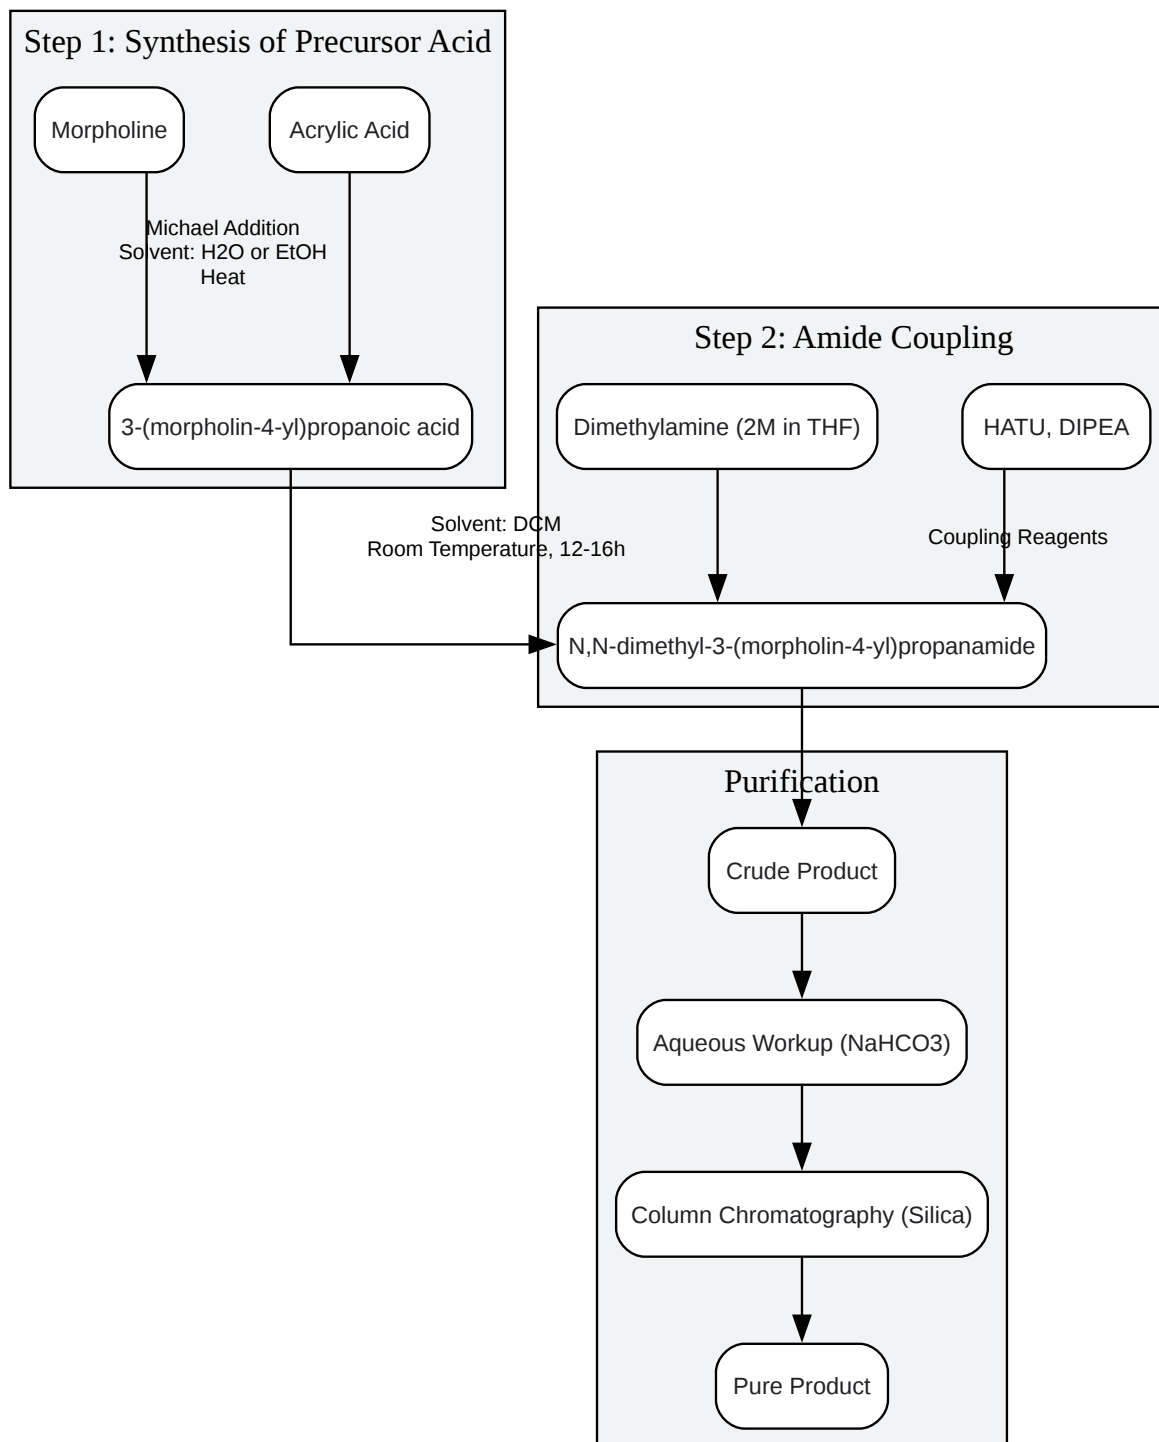 Step 1: Synthesis of Precursor Acid
Morpholine
Acrylic Acid
Michael Addition
Solvent: H2O or EtOH
Heat
3-(morpholin-4-yl)propanoic acid
Step 2: Amide Coupling
Dimethylamine (2M in THF)
HATU, DIPEA
Solvent: DCM
Room Temperature, 12-16h
Coupling Reagents
N,N-dimethyl-3-(morpholin-4-yl)propanamide
Purification
Crude Product
Aqueous Workup (NaHCO3)
Column Chromatography (Silica)
Pure Product